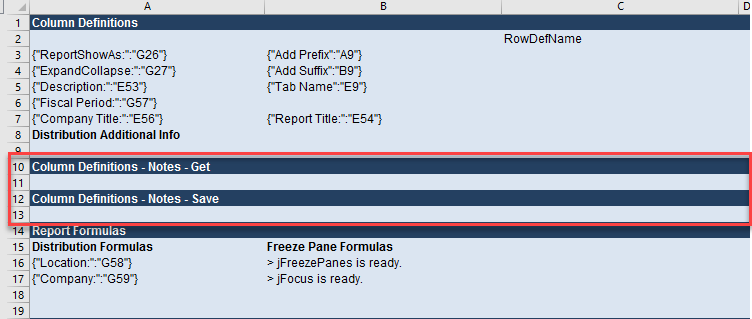 A B C D
1 Column Definitions
2 RowDefName
3 {"ReportShowAs:":"G26"} {"Add Prefix":"A9"}
4 {"ExpandCollapse:":"G27"} {"Add Suffix":"B9"}
5 {"Description:":"E53"} {"Tab Name":"E9"}
6 {"Fiscal Period":"G57"}
7 {"Company Title:":"E56"} {"Report Title:":"E54"}
8 Distribution Additional Info
9
10 Column Definitions - Notes - Get
11
12 Column Definitions - Notes - Save
13
14 Report Formulas
15 Distribution Formulas Freeze Pane Formulas
16 {"Location:":"G58"} > jFreezePanes is ready.
17 {"Company:":"G59"} > jFocus is ready.
18
19